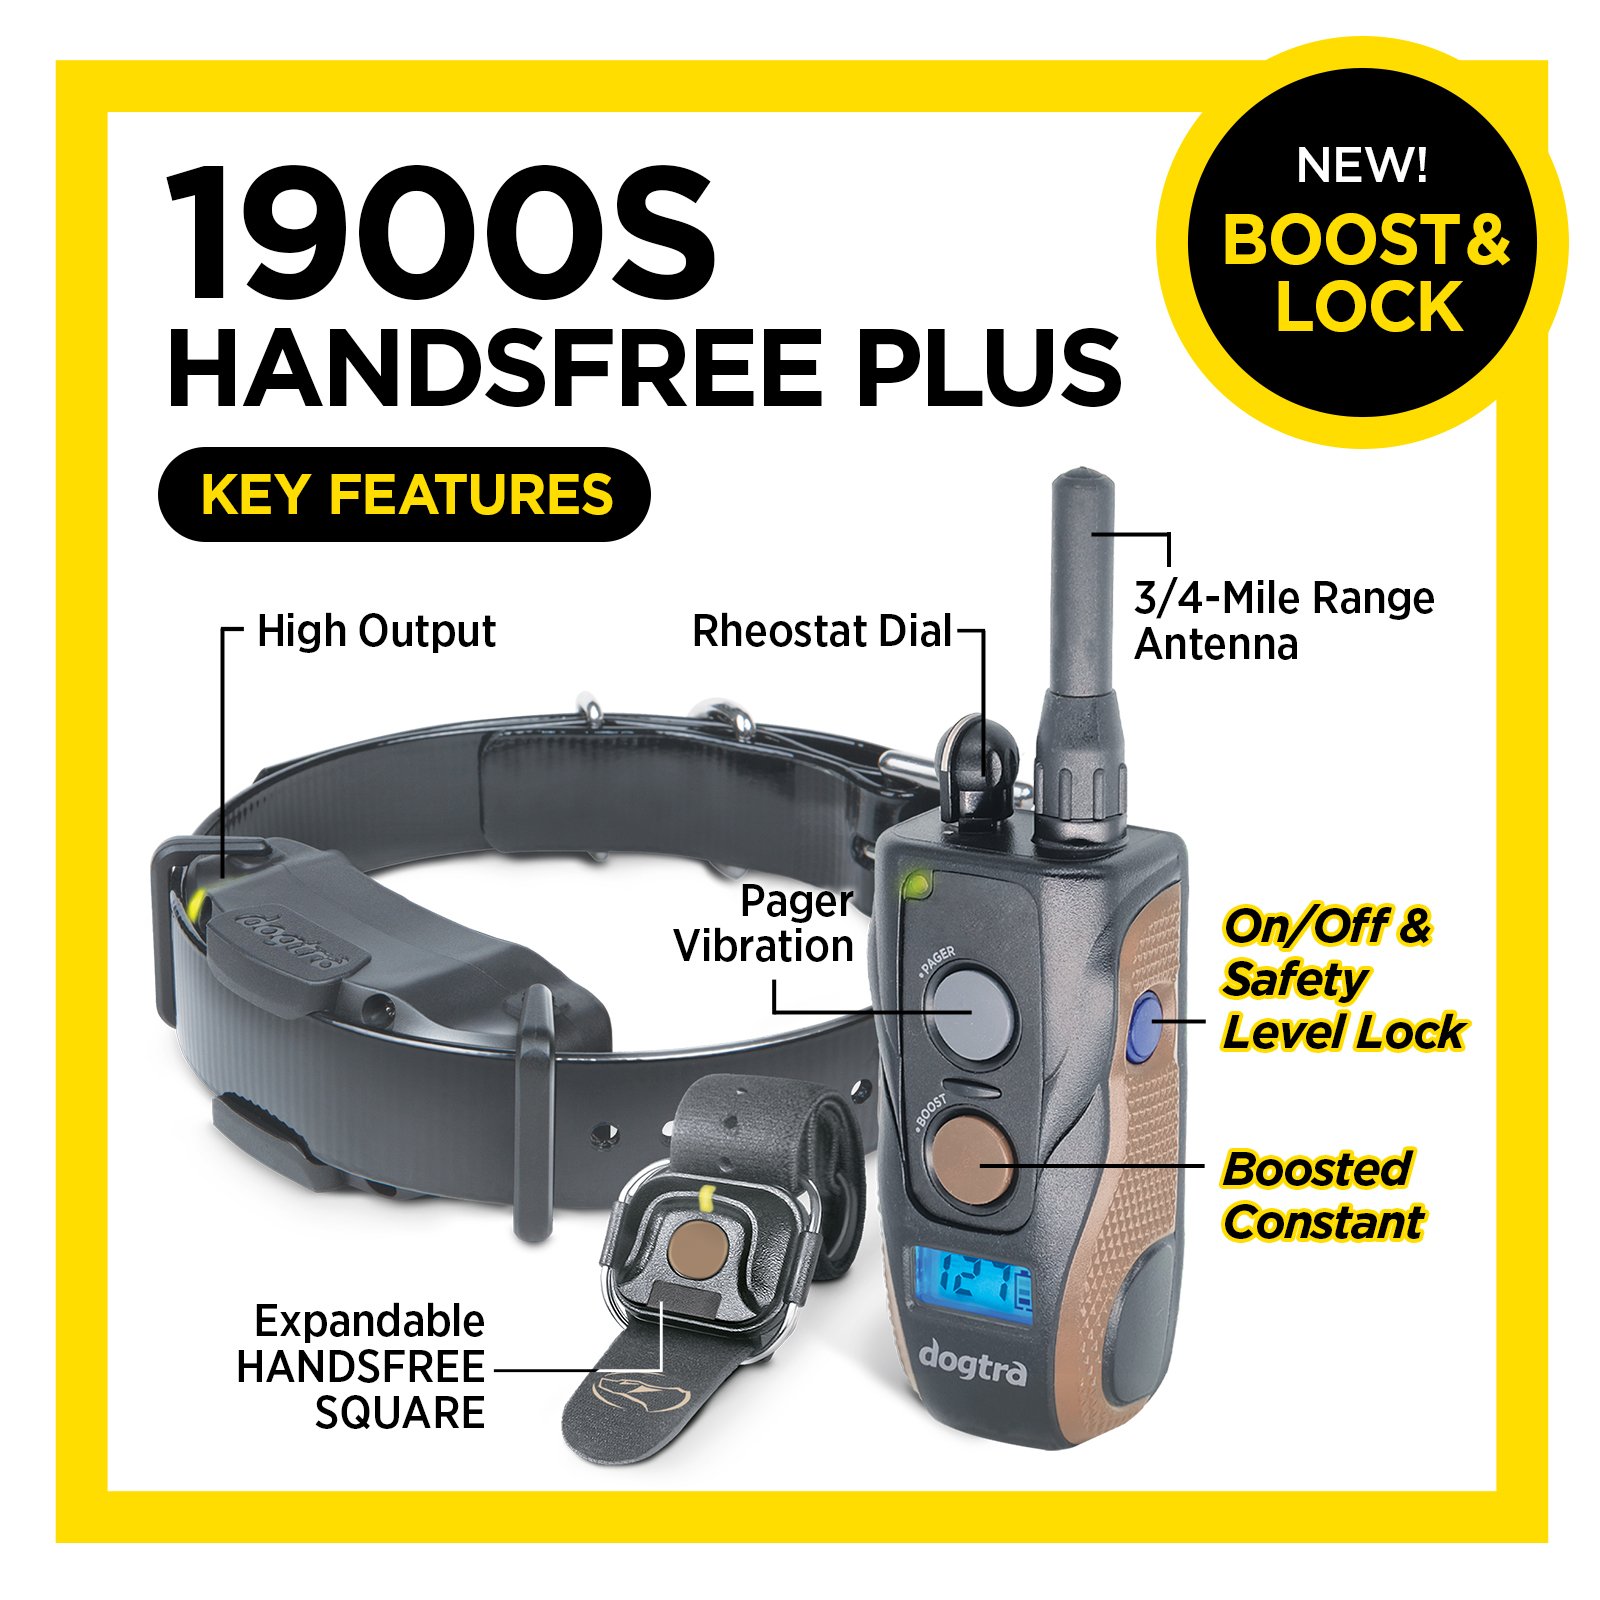 NEW!
BOOST &
LOCK
1900S
HANDSFREE PLUS
KEY FEATURES
High Output
Rheostat Dial
3/4-Mile Range
Antenna
Pager
Vibration
On/Off &
Safety
Level Lock
Boosted
Constant
Expandable
HANDSFREE
SQUARE
dogtra
• PAGER
• BOOST
127
dogtra